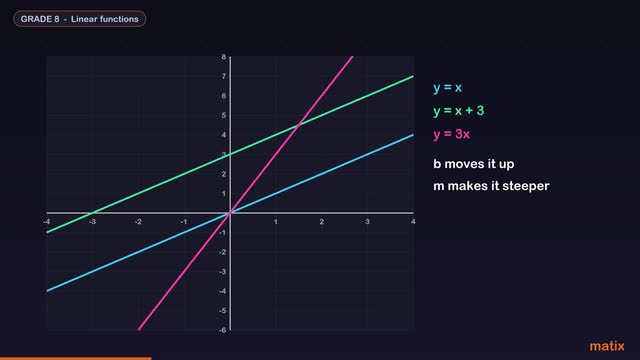 GRADE 8 - Linear functions
8
7
6
5
4
3
2
1
-4 -3 -2 -1 1 2 3 4
-1
-2
-3
-4
-5
-6
y = x
y = x + 3
y = 3x
b moves it up
m makes it steeper
matix